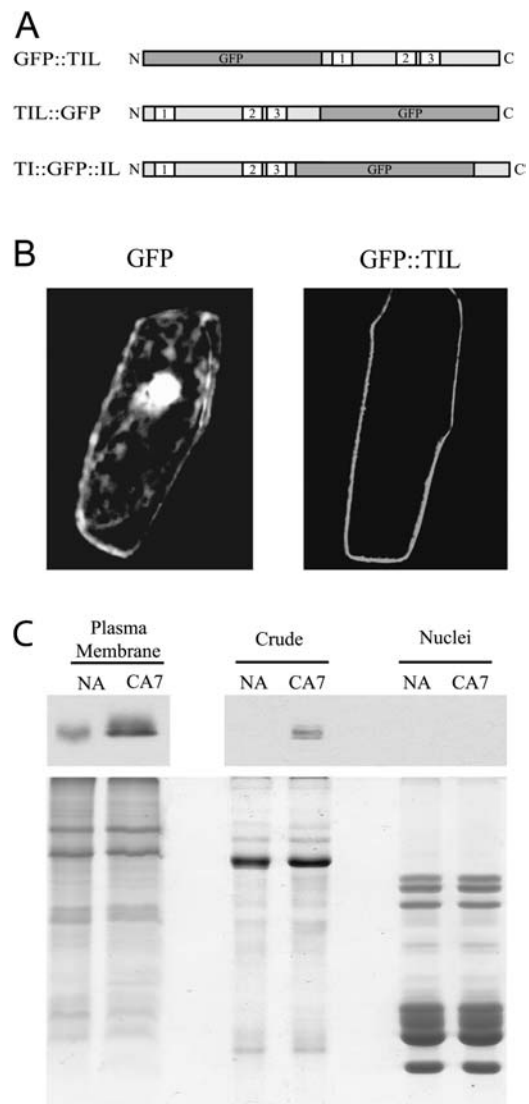 A
GFP::TIL N GFP 1 2 3 C
TIL::GFP N 1 2 3 GFP C
TI::GFP::IL N 1 2 3 GFP C
B
GFP GFP::TIL
C
Plasma Membrane Crude Nuclei
NA CA7 NA CA7 NA CA7